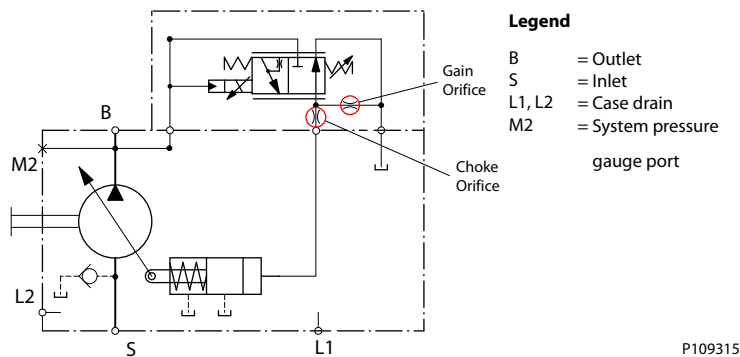 Legend
B = Outlet
S = Inlet
L1, L2 = Case drain
M2 = System pressure
gauge port
Gain
Orifice
B
M2
Choke
Orifice
L2
S
L1
P109315